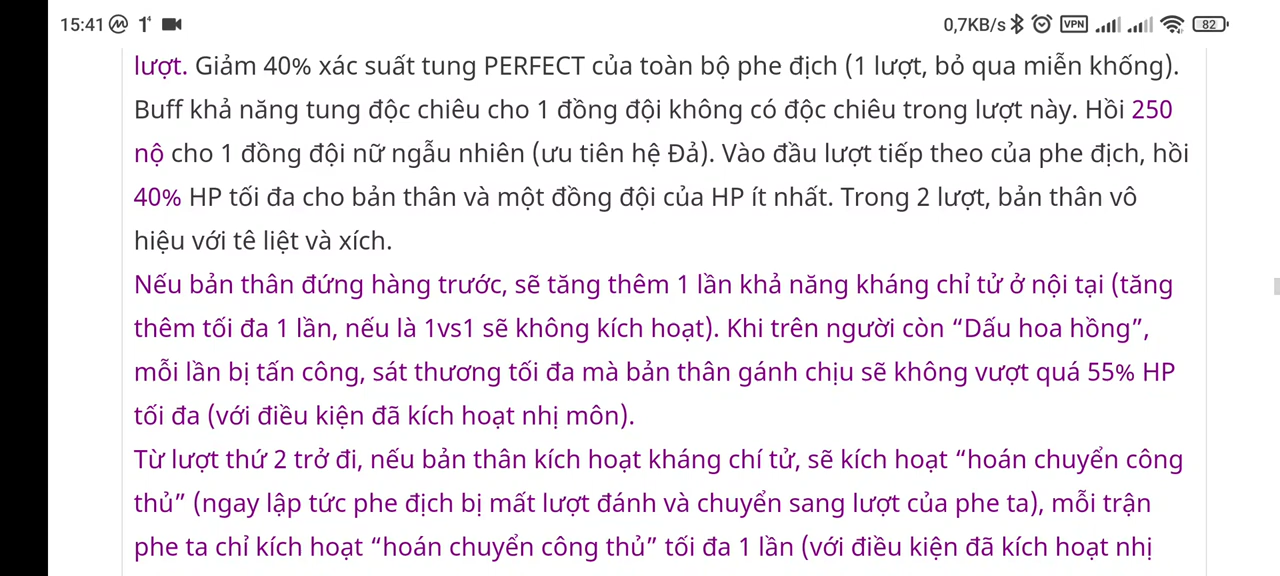 15:41 0,7KB/s VPN 82
lượt. Giảm 40% xác suất tung PERFECT của toàn bộ phe địch (1 lượt, bỏ qua miễn khống).
Buff khả năng tung độc chiêu cho 1 đồng đội không có độc chiêu trong lượt này. Hồi 250
nộ cho 1 đồng đội nữ ngẫu nhiên (ưu tiên hệ Đả). Vào đầu lượt tiếp theo của phe địch, hồi
40% HP tối đa cho bản thân và một đồng đội của HP ít nhất. Trong 2 lượt, bản thân vô
hiệu với tê liệt và xích.
Nếu bản thân đứng hàng trước, sẽ tăng thêm 1 lần khả năng kháng chỉ tử ở nội tại (tăng
thêm tối đa 1 lần, nếu là 1vs1 sẽ không kích hoạt). Khi trên người còn “Dấu hoa hồng”,
mỗi lần bị tấn công, sát thương tối đa mà bản thân gánh chịu sẽ không vượt quá 55% HP
tối đa (với điều kiện đã kích hoạt nhị môn).
Từ lượt thứ 2 trở đi, nếu bản thân kích hoạt kháng chí tử, sẽ kích hoạt “hoán chuyển công
thủ” (ngay lập tức phe địch bị mất lượt đánh và chuyển sang lượt của phe ta), mỗi trận
phe ta chỉ kích hoạt “hoán chuyển công thủ” tối đa 1 lần (với điều kiện đã kích hoạt nhị